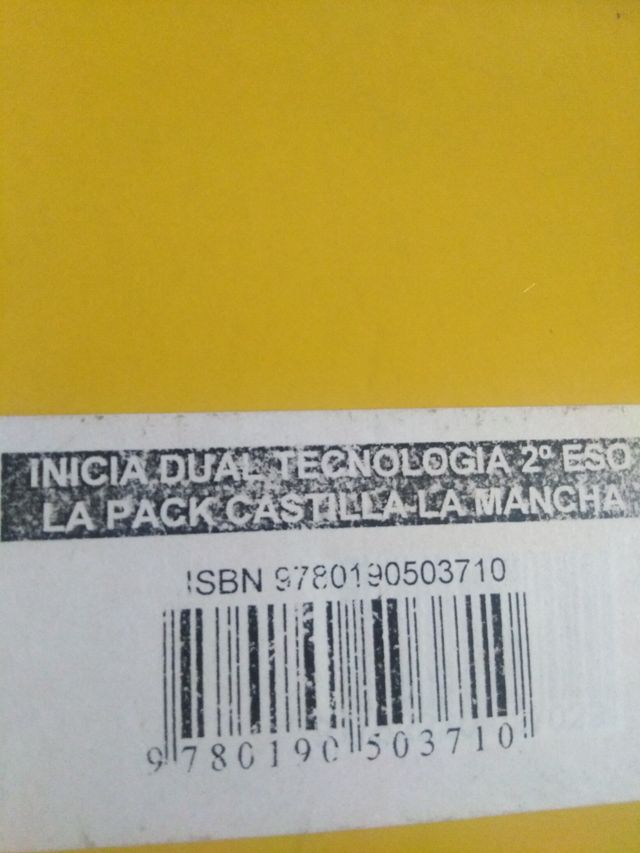 INICIA DUAL TECNOLOGIA 2º ESO
LA PACK CASTILLA-LA MANCHA
ISBN 9780190503710
9 780190 503710